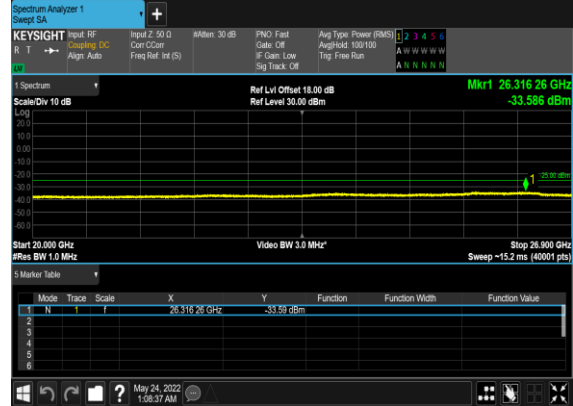 Spectrum Analyzer 1
Swept SA
+
KEYSIGHT Input: RF Input Z: 50 Ω #Atten: 30 dB PNO: Fast Avg Type: Power (RMS) 1 2 3 4 5 6
R T Coupling: DC Corr CCorr Gate: Off Avg|Hold: 100/100 A W W W W W
Align: Auto Freq Ref: Int (S) IF Gain: Low Trig: Free Run
LXI Sig Track: Off A N N N N N
1 Spectrum Ref Lvl Offset 18.00 dB Mkr1 26.316 26 GHz
Scale/Div 10 dB Ref Level 30.00 dBm -33.586 dBm
Log
20.0
10.0
0.00
-10.0
-20.0
1 -25.00 dBm
-30.0
-40.0
-50.0
-60.0
Start 20.000 GHz Video BW 3.0 MHz* Stop 26.900 GHz
#Res BW 1.0 MHz Sweep ~15.2 ms (40001 pts)
5 Marker Table
Mode Trace Scale X Y Function Function Width Function Value
1 N 1 f 26.316 26 GHz -33.59 dBm
2
3
4
5
6
? May 24, 2022
1:08:37 AM